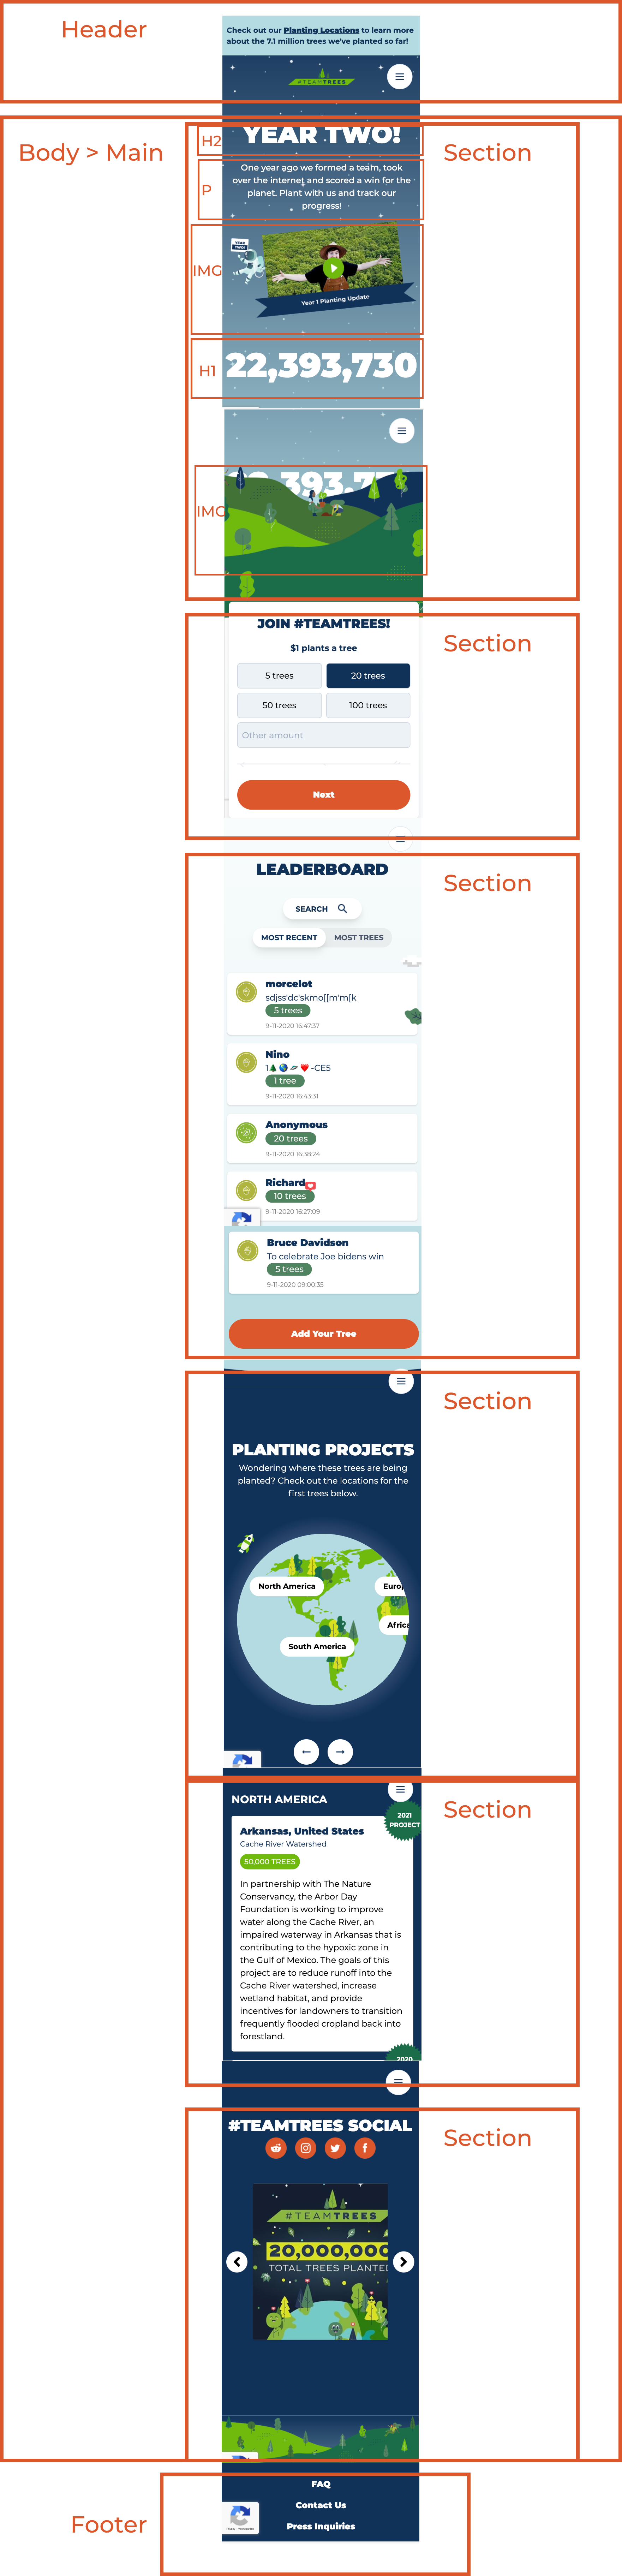 Header
Check out our Planting Locations to learn more
about the 7.1 million trees we've planted so far!
#TEAMTREES
Body > Main
Section
H2
YEAR TWO!
P
One year ago we formed a team, took
over the internet and scored a win for the
planet. Plant with us and track our
progress!
IMG
YEAR
TWO!
Year 1 Planting Update
H1
22,393,730
IMG
Section
JOIN #TEAMTREES!
$1 plants a tree
5 trees
20 trees
50 trees
100 trees
Other amount
Next
Section
LEADERBOARD
SEARCH
MOST RECENT
MOST TREES
morcelot
sdjss'dc'skmo[[m'm[k
5 trees
9-11-2020 16:47:37
Nino
1🌲🌎🪐❤️-CE5
1 tree
9-11-2020 16:43:31
Anonymous
20 trees
9-11-2020 16:38:24
Richard
10 trees
9-11-2020 16:27:09
Bruce Davidson
To celebrate Joe bidens win
5 trees
9-11-2020 09:00:35
Add Your Tree
Section
PLANTING PROJECTS
Wondering where these trees are being
planted? Check out the locations for the
first trees below.
North America
Europ
Africa
South America
Section
NORTH AMERICA
2021
PROJECT
Arkansas, United States
Cache River Watershed
50,000 TREES
In partnership with The Nature
Conservancy, the Arbor Day
Foundation is working to improve
water along the Cache River, an
impaired waterway in Arkansas that is
contributing to the hypoxic zone in
the Gulf of Mexico. The goals of this
project are to reduce runoff into the
Cache River watershed, increase
wetland habitat, and provide
incentives for landowners to transition
frequently flooded cropland back into
forestland.
2020
Section
#TEAMTREES SOCIAL
#TEAMTREES
20,000,000
TOTAL TREES PLANTED
Footer
FAQ
Contact Us
Press Inquiries